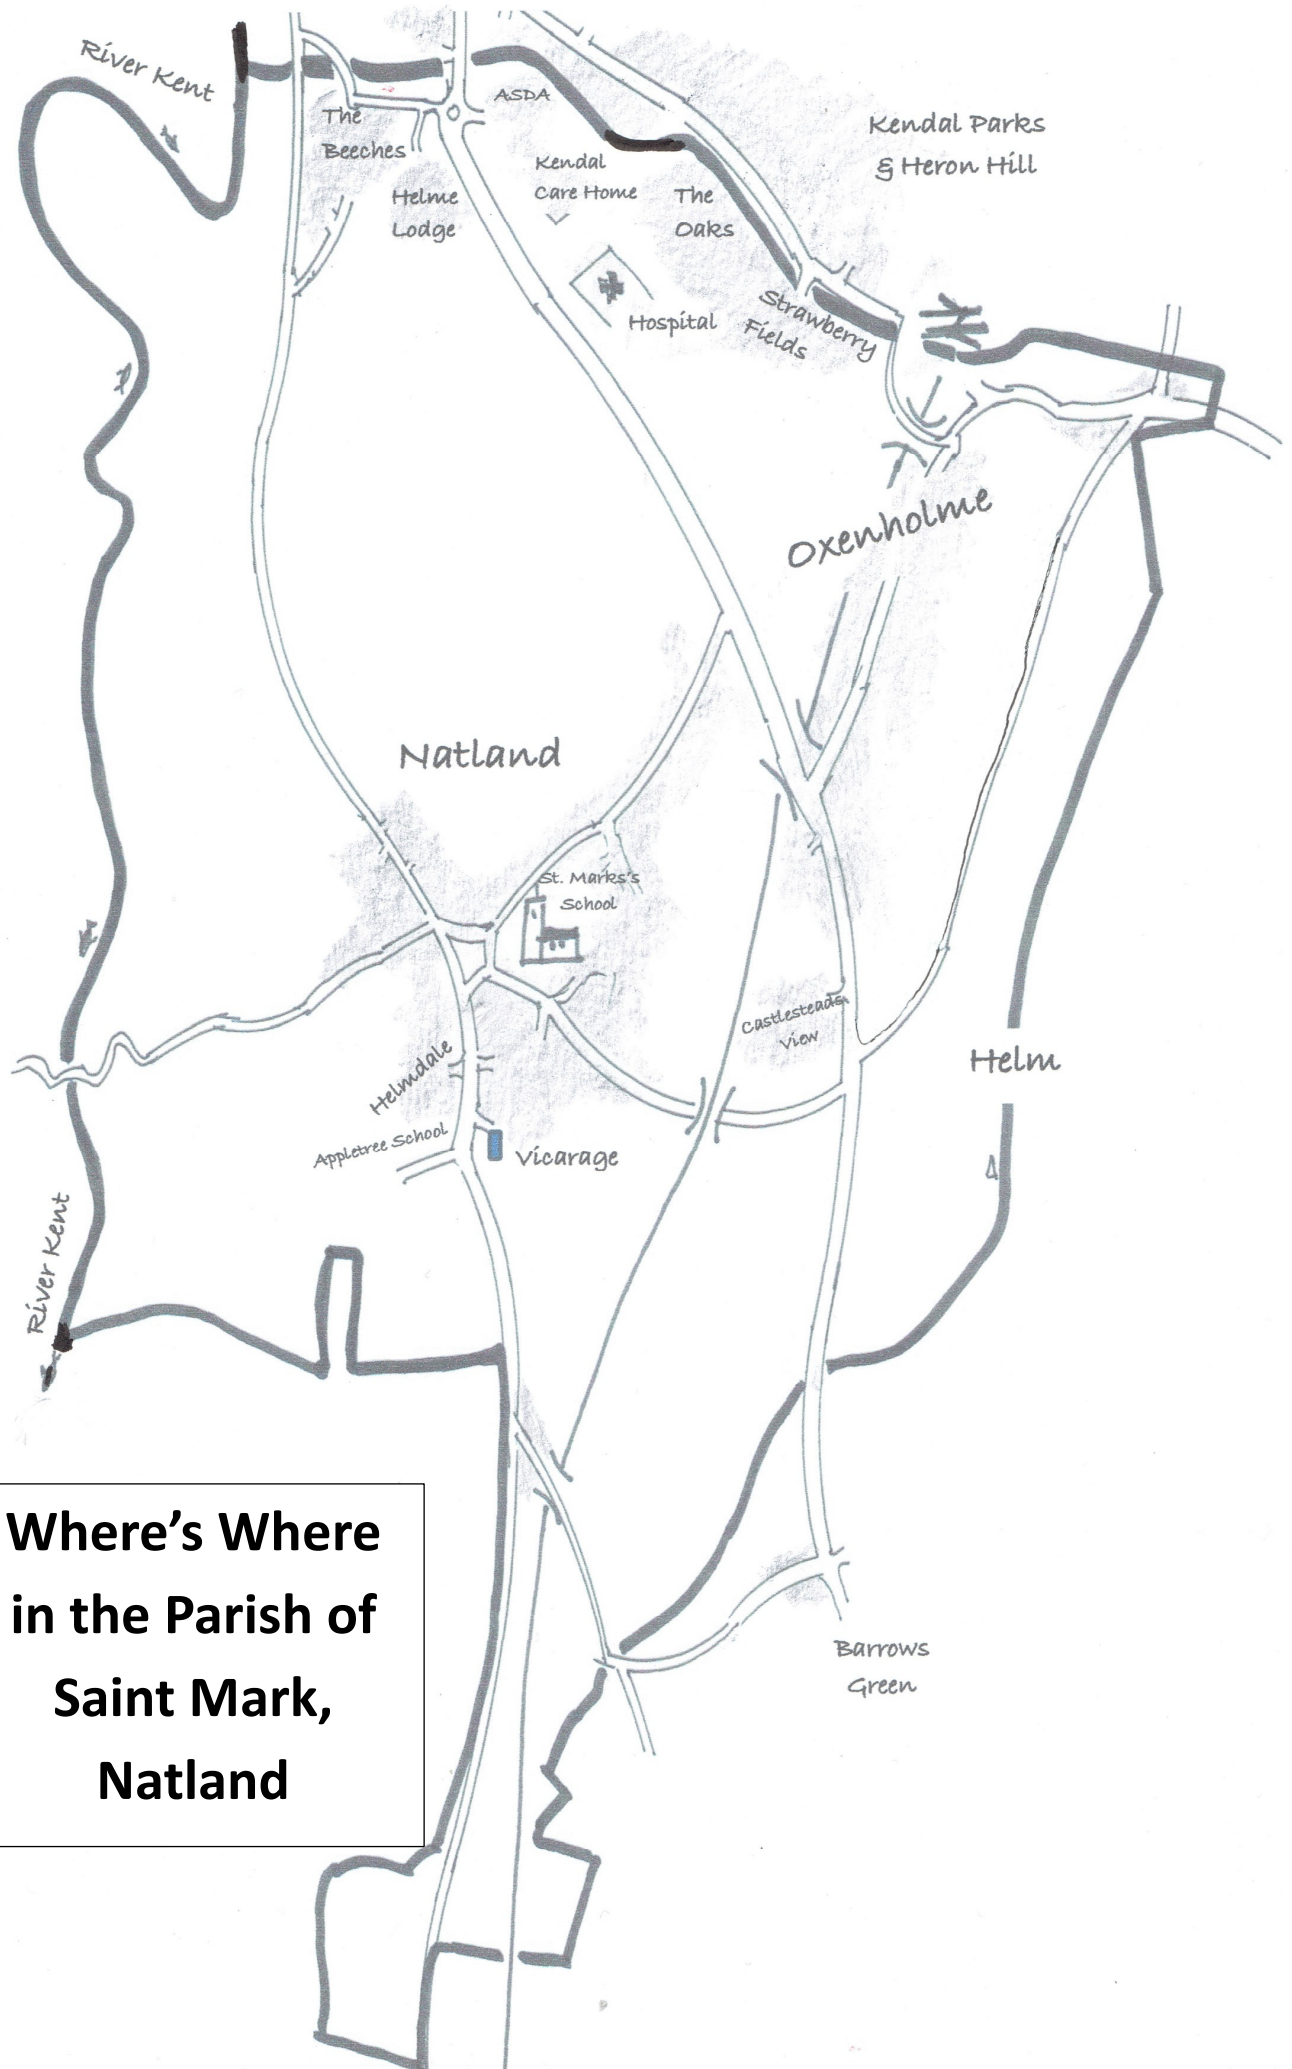 River Kent
The
Beeches
ASDA
Kendal Parks
& Heron Hill
Kendal
Care Home
The
Oaks
Helme
Lodge
Hospital
Strawberry
Fields
Oxenholme
Natland
St. Marks's
School
Castlesteads
View
Helm
Helmdale
Appletree School
Vicarage
River Kent
Where's Where
in the Parish of
Saint Mark,
Natland
Barrows
Green